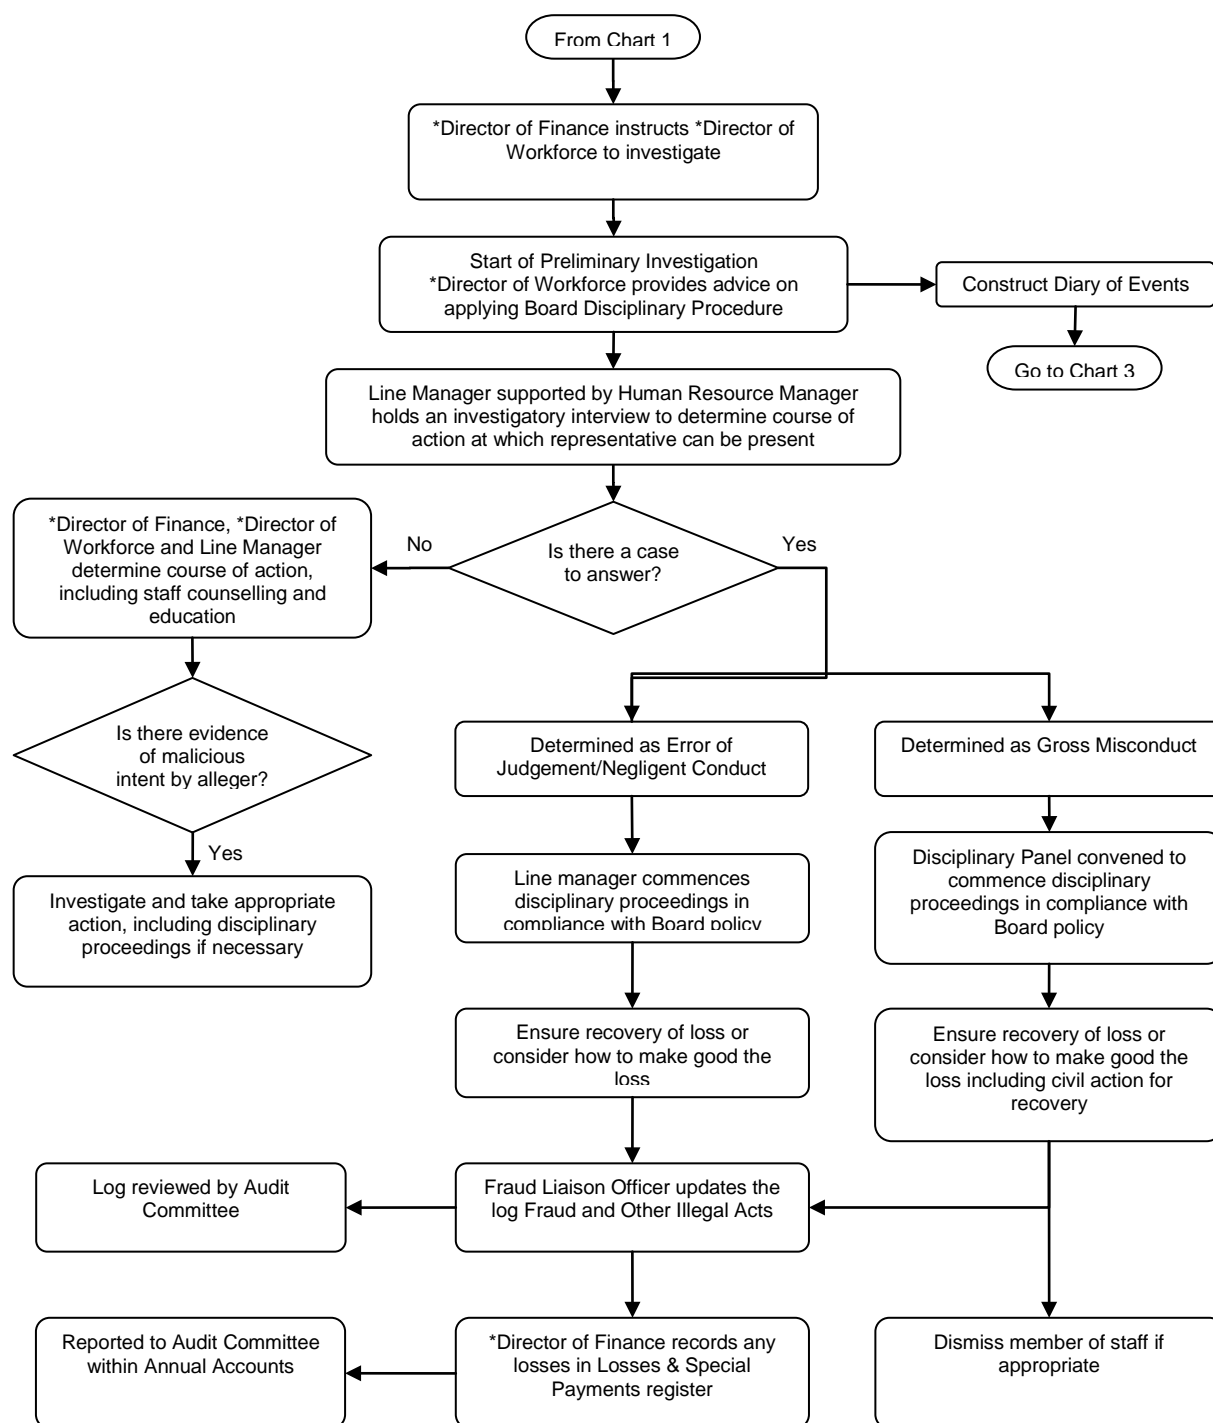 From Chart 1
*Director of Finance instructs *Director of
Workforce to investigate
Start of Preliminary Investigation
*Director of Workforce provides advice on
applying Board Disciplinary Procedure
Construct Diary of Events
Go to Chart 3
Line Manager supported by Human Resource Manager
holds an investigatory interview to determine course of
action at which representative can be present
Is there a case
to answer?
No
Yes
*Director of Finance, *Director of
Workforce and Line Manager
determine course of action,
including staff counselling and
education
Is there evidence
of malicious
intent by alleger?
Yes
Investigate and take appropriate
action, including disciplinary
proceedings if necessary
Determined as Error of
Judgement/Negligent Conduct
Determined as Gross Misconduct
Line manager commences
disciplinary proceedings in
compliance with Board policy
Disciplinary Panel convened to
commence disciplinary
proceedings in compliance with
Board policy
Ensure recovery of loss or
consider how to make good the
loss
Ensure recovery of loss or
consider how to make good the
loss including civil action for
recovery
Log reviewed by Audit
Committee
Fraud Liaison Officer updates the
log Fraud and Other Illegal Acts
Reported to Audit Committee
within Annual Accounts
*Director of Finance records any
losses in Losses & Special
Payments register
Dismiss member of staff if
appropriate